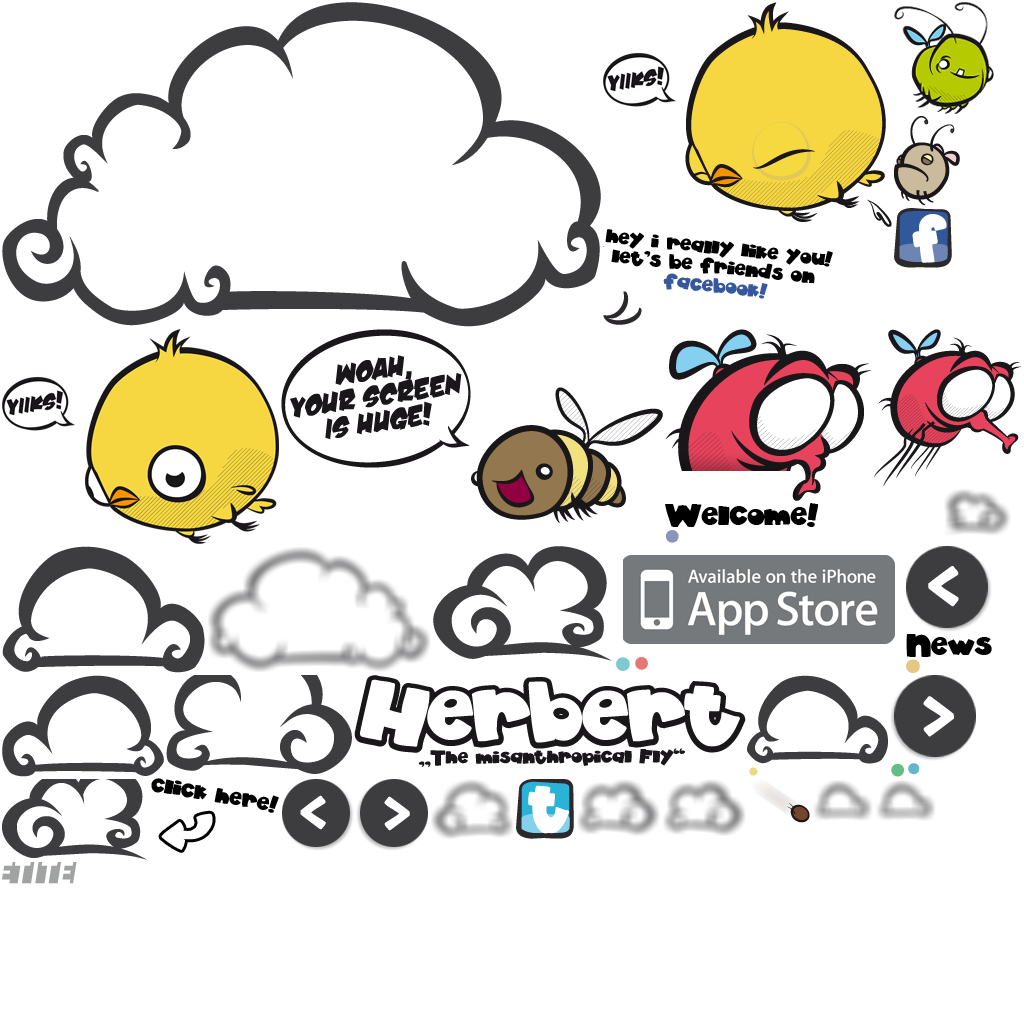 YIIKS!
hey i really like you!
let's be friends on
facebook!
YIIKS!
WOAH,
YOUR SCREEN
IS HUGE!
Welcome!
Available on the iPhone
App Store
News
Herbert
„The misanthropical Fly“
click here!
f
t